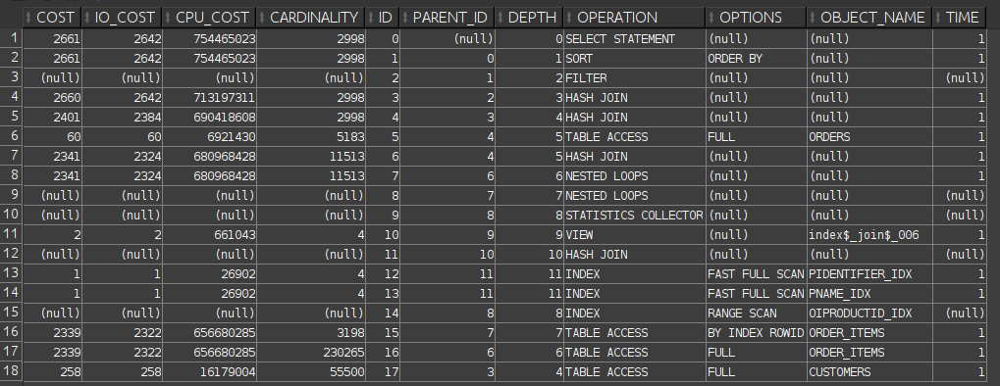 COST IO_COST CPU_COST CARDINALITY ID PARENT_ID DEPTH OPERATION OPTIONS OBJECT_NAME TIME
1 2661 2642 754465023 2998 0 (null) 0 SELECT STATEMENT (null) (null) 1
2 2661 2642 754465023 2998 1 0 1 SORT ORDER BY (null) 1
3 (null) (null) (null) (null) 2 1 2 FILTER (null) (null) (null)
4 2660 2642 713197311 2998 3 2 3 HASH JOIN (null) (null) 1
5 2401 2384 690418608 2998 4 3 4 HASH JOIN (null) (null) 1
6 60 60 6921430 5183 5 4 5 TABLE ACCESS FULL ORDERS 1
7 2341 2324 680968428 11513 6 4 5 HASH JOIN (null) (null) 1
8 2341 2324 680968428 11513 7 6 6 NESTED LOOPS (null) (null) 1
9 (null) (null) (null) (null) 8 7 7 NESTED LOOPS (null) (null) (null)
10 (null) (null) (null) (null) 9 8 8 STATISTICS COLLECTOR (null) (null) (null)
11 2 2 661043 4 10 9 9 VIEW (null) index$_join$_006 1
12 (null) (null) (null) (null) 11 10 10 HASH JOIN (null) (null) (null)
13 1 1 26902 4 12 11 11 INDEX FAST FULL SCAN PIDENTIFIER_IDX 1
14 1 1 26902 4 13 11 11 INDEX FAST FULL SCAN PNAME_IDX 1
15 (null) (null) (null) (null) 14 8 8 INDEX RANGE SCAN OIPRODUCTID_IDX (null)
16 2339 2322 656680285 3198 15 7 7 TABLE ACCESS BY INDEX ROWID ORDER_ITEMS 1
17 2339 2322 656680285 230265 16 6 6 TABLE ACCESS FULL ORDER_ITEMS 1
18 258 258 16179004 55500 17 3 4 TABLE ACCESS FULL CUSTOMERS 1